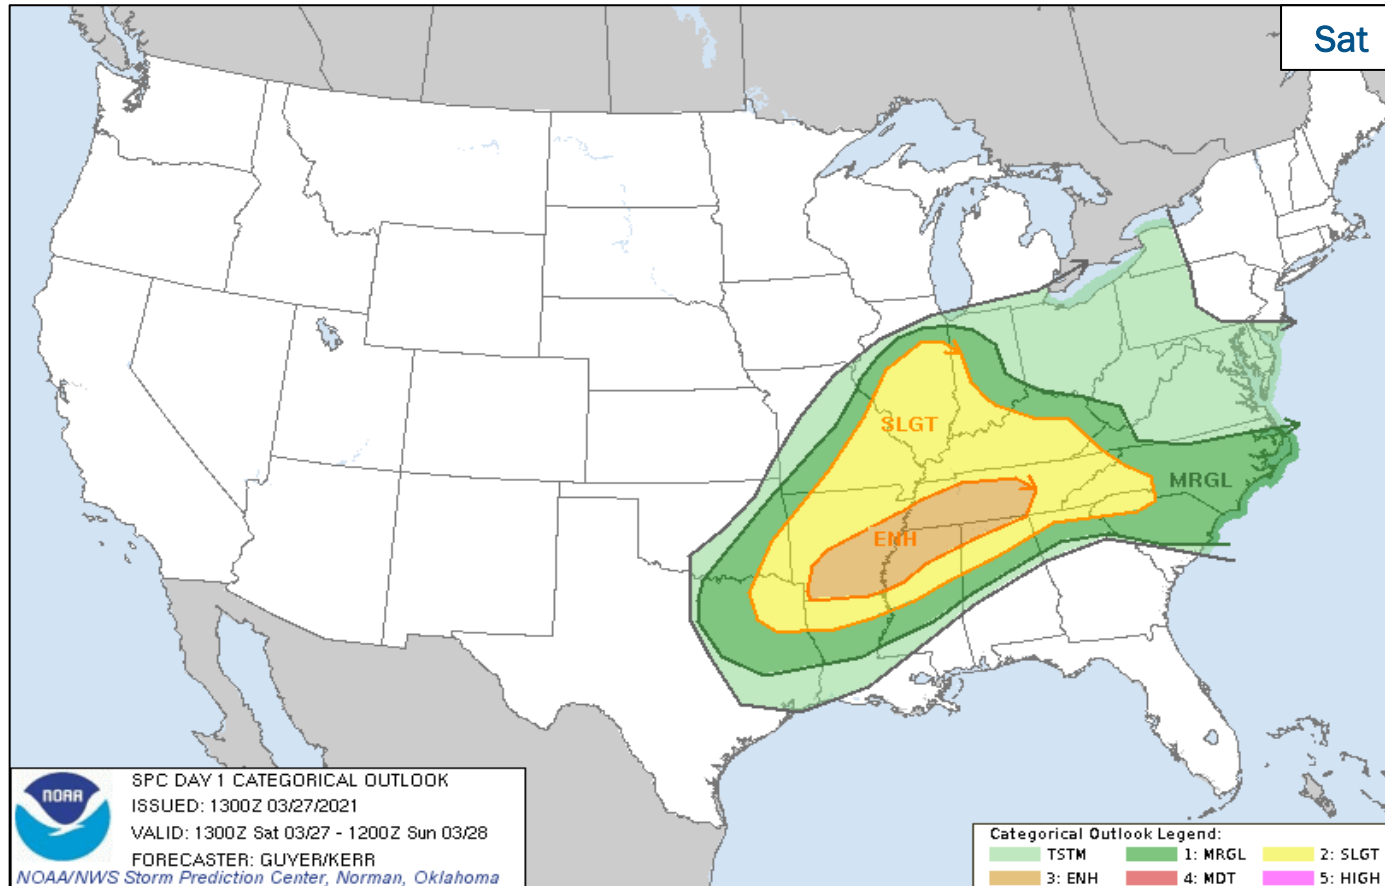 Sat
SLGT
MRGL
ENH
NOAA
SPC DAY 1 CATEGORICAL OUTLOOK
ISSUED: 1300Z 03/27/2021
VALID: 1300Z Sat 03/27 - 1200Z Sun 03/28
FORECASTER: GUYER/KERR
NOAA/NWS Storm Prediction Center, Norman, Oklahoma
Categorical Outlook Legend:
TSTM 1: MRGL 2: SLGT
3: ENH 4: MDT 5: HIGH